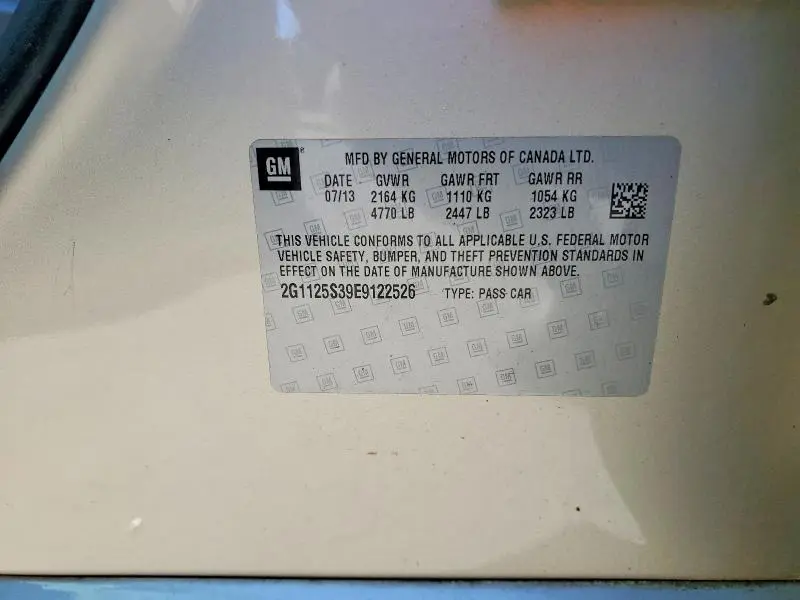 GM ® MFD BY GENERAL MOTORS OF CANADA LTD.
DATE GVWR GAWR FRT GAWR RR
07/13 2164 KG 1110 KG 1054 KG
4770 LB 2447 LB 2323 LB
THIS VEHICLE CONFORMS TO ALL APPLICABLE U.S. FEDERAL MOTOR
VEHICLE SAFETY, BUMPER, AND THEFT PREVENTION STANDARDS IN
EFFECT ON THE DATE OF MANUFACTURE SHOWN ABOVE.
2G1125S39E9122526 TYPE: PASS CAR